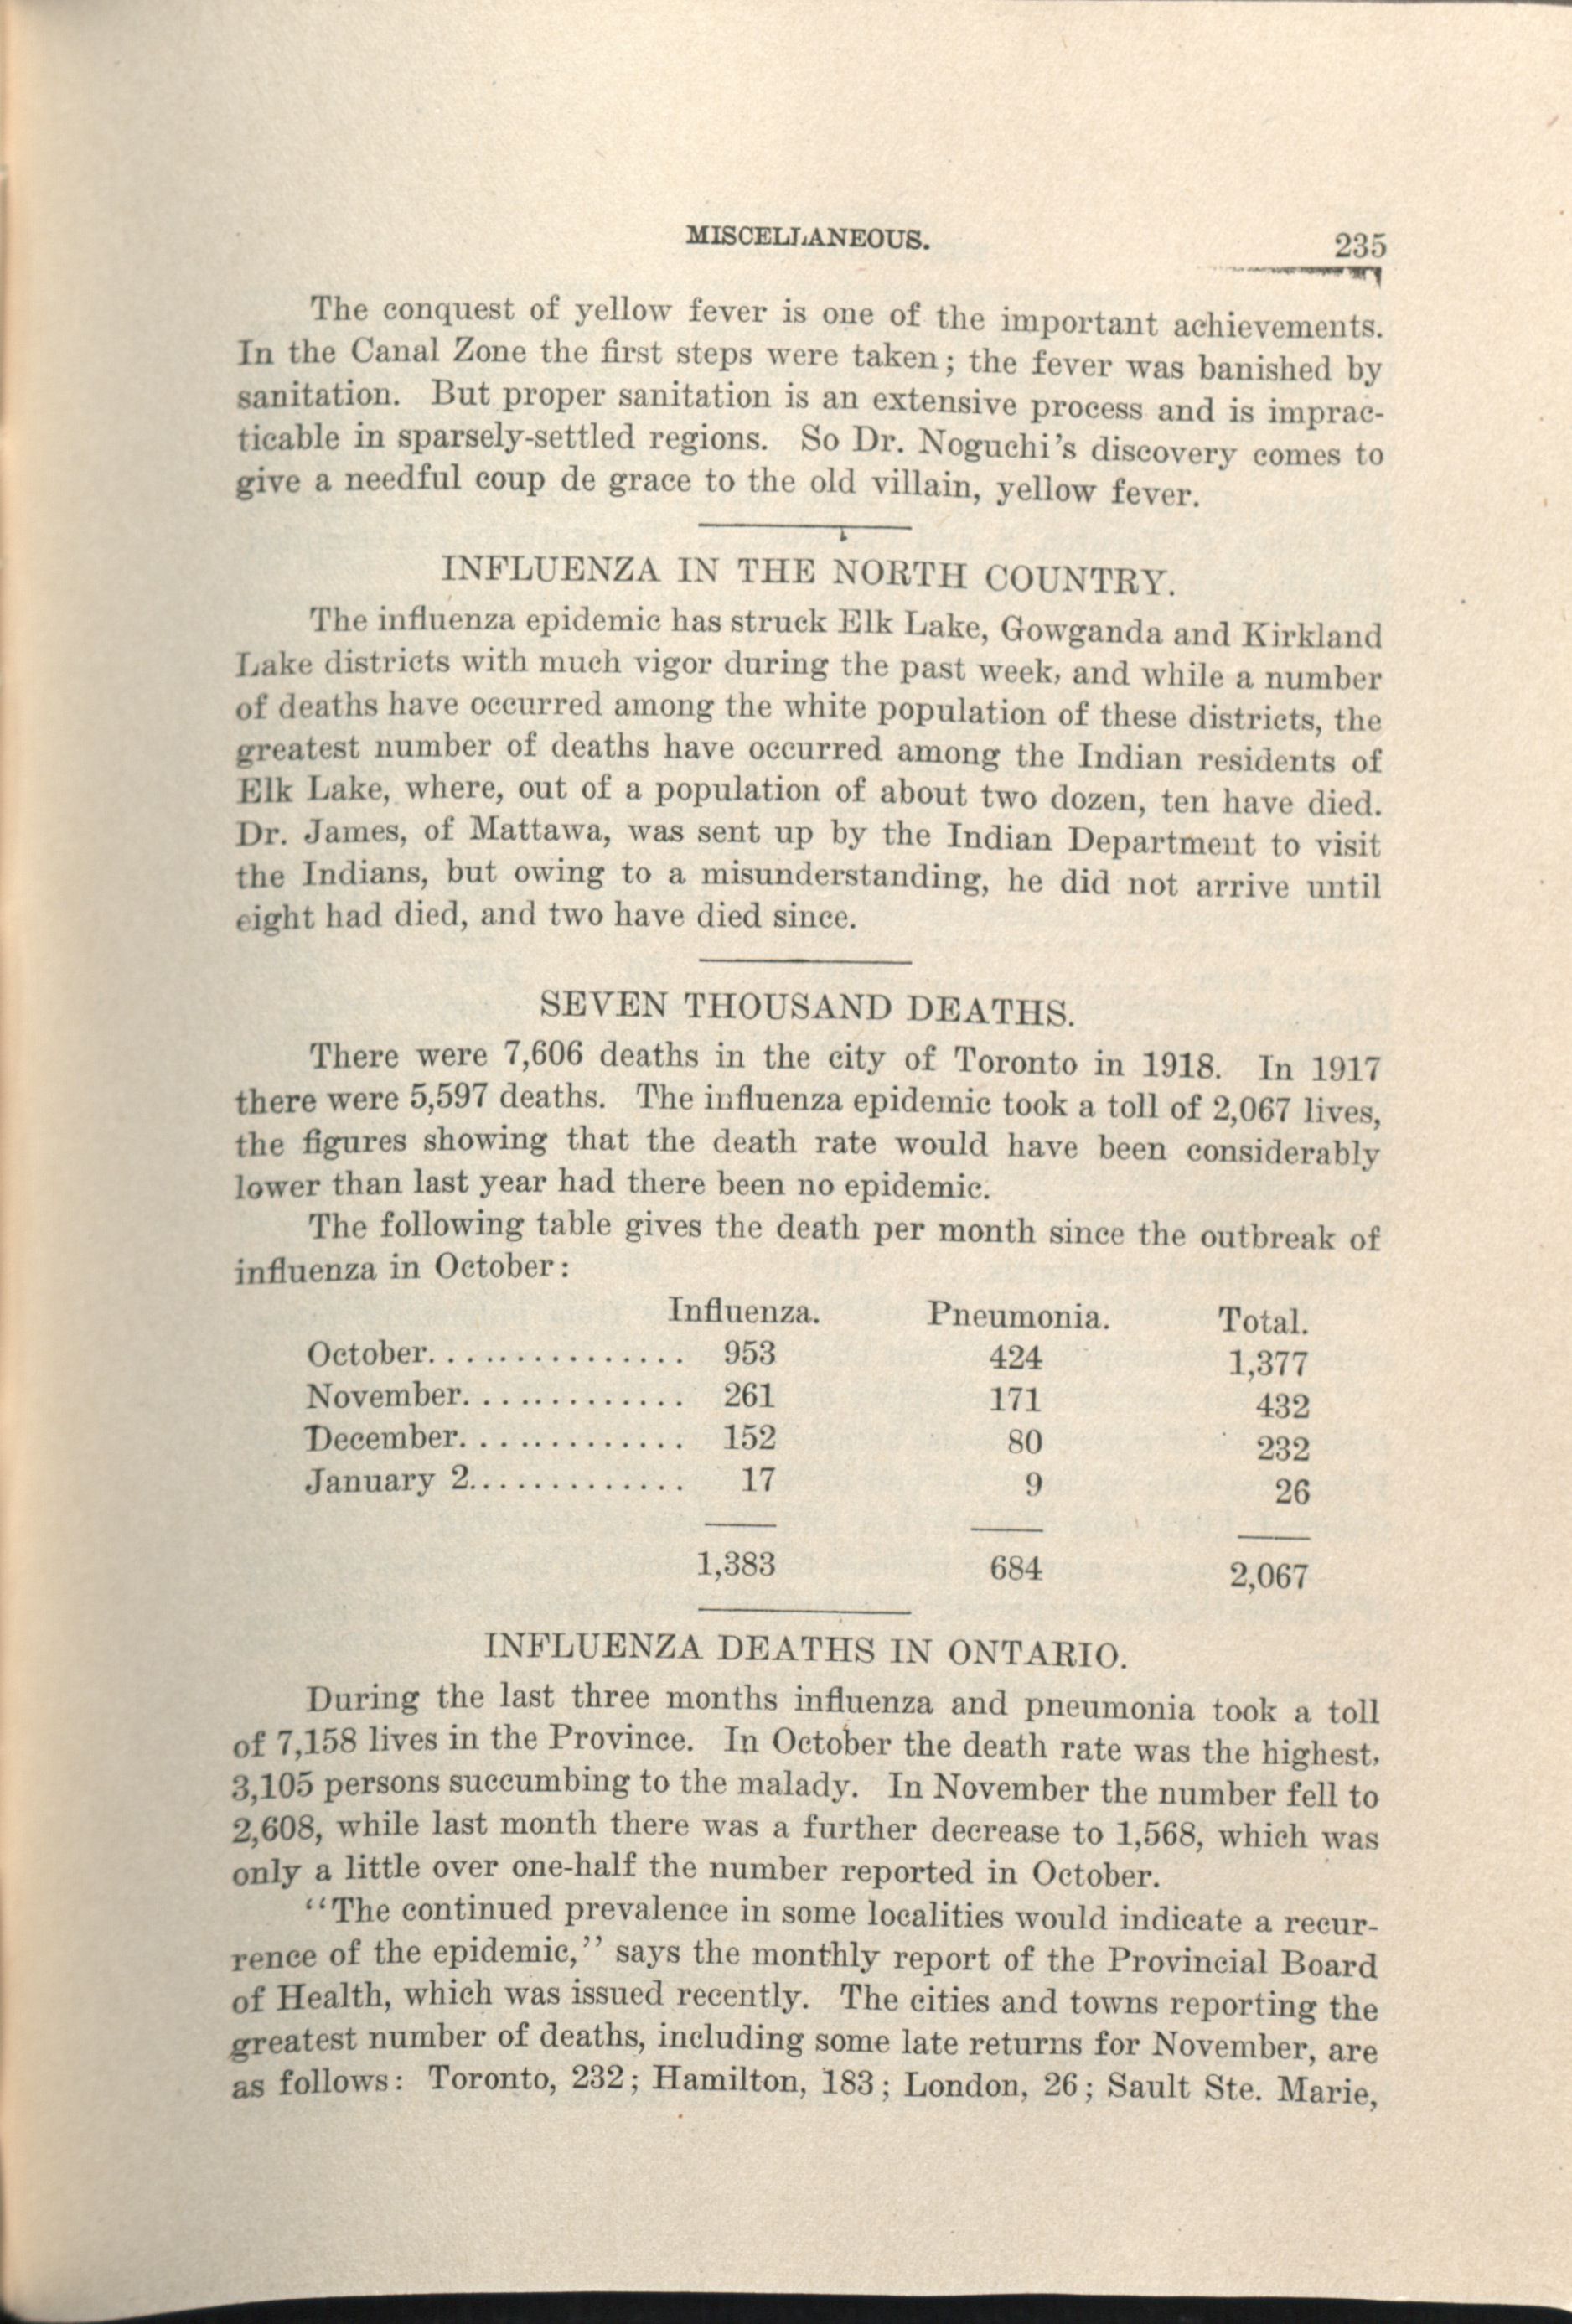 MISCELLANEOUS.
235
The conquest of yellow fever is one of the important achievements.
In the Canal Zone the first steps were taken; the fever was banished by
sanitation. But proper sanitation is an extensive process and is imprac-
ticable in sparsely-settled regions. So Dr. Noguchi's discovery comes to
give a needful coup de grace to the old villain, yellow fever.
INFLUENZA IN THE NORTH COUNTRY.
The influenza epidemic has struck Elk Lake, Gowganda and Kirkland
Lake districts with much vigor during the past week, and while a number
of deaths have occurred among the white population of these districts, the
greatest number of deaths have occurred among the Indian residents of
Elk Lake, where, out of a population of about two dozen, ten have died.
Dr. James, of Mattawa, was sent up by the Indian Department to visit
the Indians, but owing to a misunderstanding, he did not arrive until
eight had died, and two have died since.
SEVEN THOUSAND DEATHS.
There were 7,606 deaths in the city of Toronto in 1918. In 1917
there were 5,597 deaths. The influenza epidemic took a toll of 2,067 lives,
the figures showing that the death rate would have been considerably
lower than last year had there been no epidemic.
The following table gives the death per month since the outbreak of
influenza in October:
Influenza. Pneumonia. Total.
October............... 953 424 1,377
November............. 261 171 432
December............. 152 80 232
January 2............. 17 9 26
1,383 684 2,067
INFLUENZA DEATHS IN ONTARIO.
During the last three months influenza and pneumonia took a toll
of 7,158 lives in the Province. In October the death rate was the highest,
3,105 persons succumbing to the malady. In November the number fell to
2,608, while last month there was a further decrease to 1,568, which was
only a little over one-half the number reported in October.
"The continued prevalence in some localities would indicate a recur-
rence of the epidemic," says the monthly report of the Provincial Board
of Health, which was issued recently. The cities and towns reporting the
greatest number of deaths, including some late returns for November, are
as follows: Toronto, 232; Hamilton, 183; London, 26; Sault Ste. Marie,